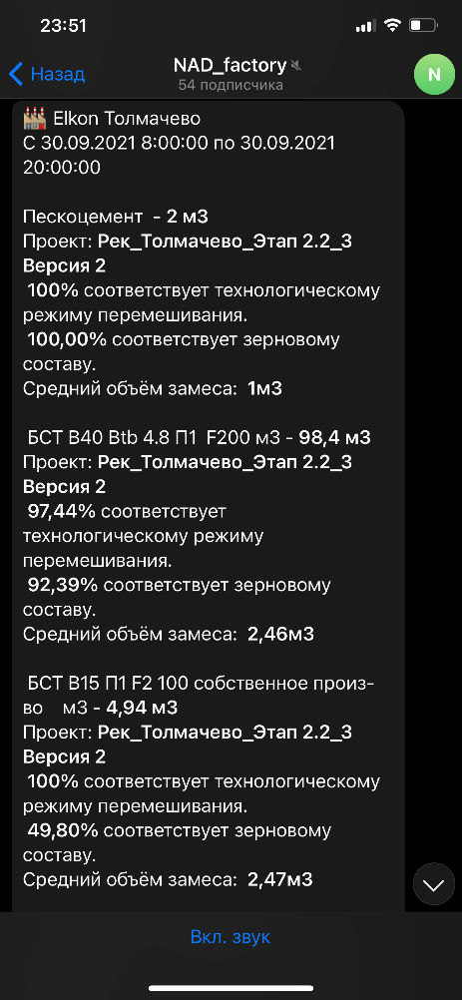 23:51
Назад
NAD_factory
54 подписчика
N
Elkon Толмачево
С 30.09.2021 8:00:00 по 30.09.2021
20:00:00
Пескоцемент - 2 м3
Проект: Рек_Толмачево_Этап 2.2_3
Версия 2
100% соответствует технологическому
режиму перемешивания.
100,00% соответствует зерновому
составу.
Средний объём замеса: 1м3
БСТ B40 Btb 4.8 П1 F200 м3 - 98,4 м3
Проект: Рек_Толмачево_Этап 2.2_3
Версия 2
97,44% соответствует
технологическому режиму
перемешивания.
92,39% соответствует зерновому
составу.
Средний объём замеса: 2,46м3
БСТ В15 П1 F2 100 собственное произ-
во м3 - 4,94 м3
Проект: Рек_Толмачево_Этап 2.2_3
Версия 2
100% соответствует технологическому
режиму перемешивания.
49,80% соответствует зерновому
составу.
Средний объём замеса: 2,47м3
Вкл. звук